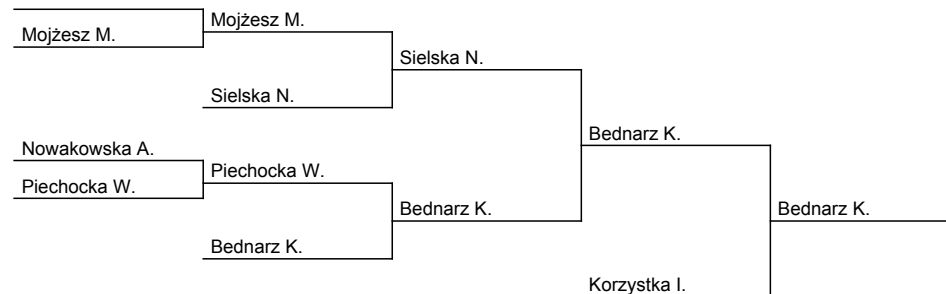 Mojżesz M.
Mojżesz M.
Sielska N.
Sielska N.
Bednarz K.
Nowakowska A.
Piechocka W.
Piechocka W.
Bednarz K.
Bednarz K.
Bednarz K.
Korzystka I.